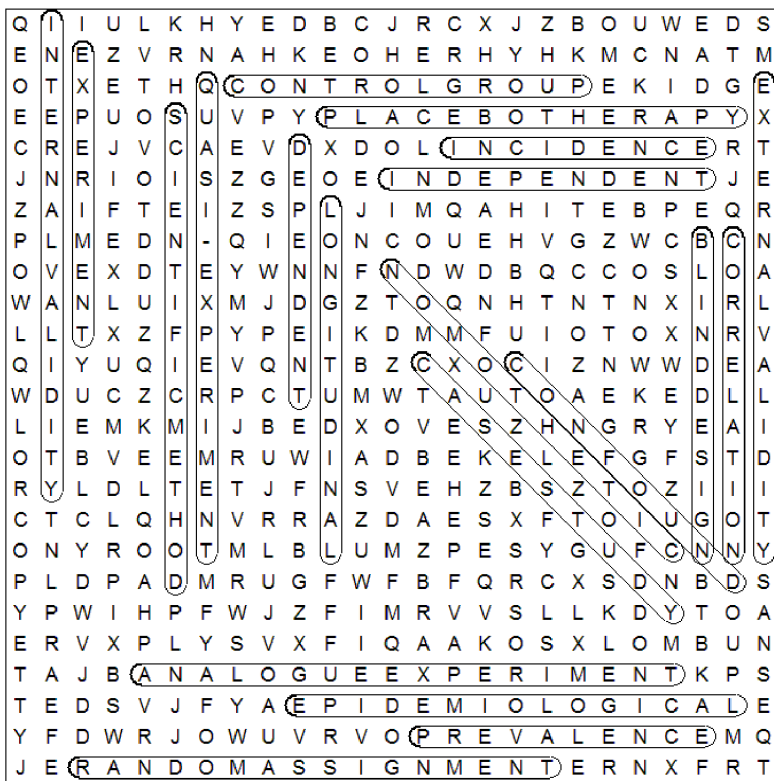 Q I I U L K H Y E D B C J R C X J Z B O U W E D S
E N E Z V R N A H K E O H E R H Y H K M C N A T M
O T X E T H Q C O N T R O L G R O U P E K I D G E
E E P U O S U V P Y P L A C E B O T H E R A P Y X
C R E J V C A E V D X D O L I N C I D E N C E R T
J N R I O I S Z G E O E I N D E P E N D E N T J E
Z A I F T E I Z S P L J I M Q A H I T E B P E Q R
P L M E D N - Q I E O N C O U E H V G Z W C B C N
O V E X D T E Y W N N F N D W D B Q C C O S L O A
W A N L U I X M J D G Z T O Q N H T N T N X I R L
L L T X Z F P Y P E I K D M M F U I O T O X N R V
Q I Y U Q I E V Q N T B Z C X O C I Z N W W D E A
W D U C Z C R P C T U M W T A U T O A E K E D L L
L I E M K M I J B E D X O V E S Z H N G R Y E A I
O T B V E E M R U W I A D B E K E L E F G F S T D
R Y L D L T E T J F N S V E H Z B S Z T O Z I I I
C T C L Q H N V R R A Z D A E S X F T O I U G O T
O N Y R O O T M L B L U M Z P E S Y G U F C N N Y
P L D P A D M R U G F W F B F Q R C X S D N B D S
Y P W I H P F W J Z F I M R V V S L L K D Y T O A
E R V X P L Y S V X F I Q A A K O S X L O M B U N
T A J B A N A L O G U E E X P E R I M E N T K P S
T E D S V J F Y A E P I D E M I O L O G I C A L E
Y F D W R J O W U V R V O P R E V A L E N C E M Q
J E R A N D O M A S S I G N M E N T E R N X F R T